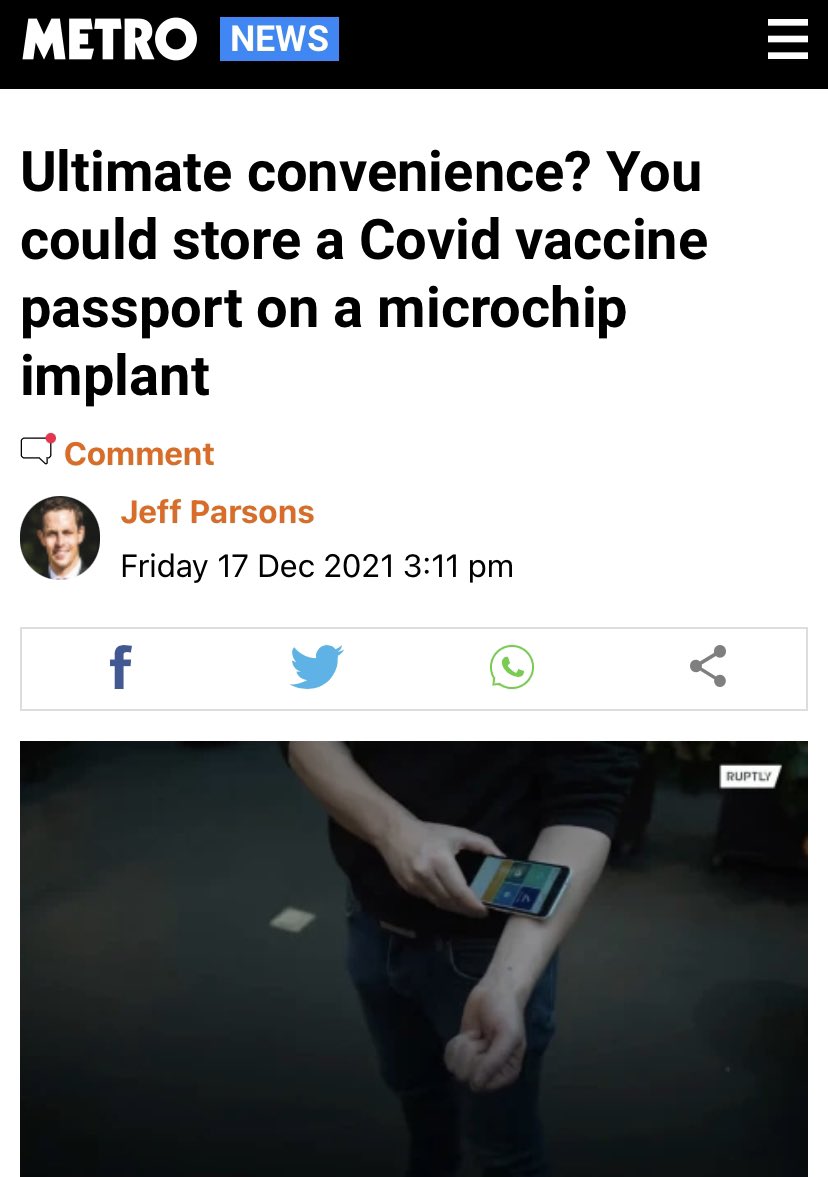 METRO NEWS
Ultimate convenience? You
could store a Covid vaccine
passport on a microchip
implant
Comment
Jeff Parsons
Friday 17 Dec 2021 3:11 pm
RUPTLY